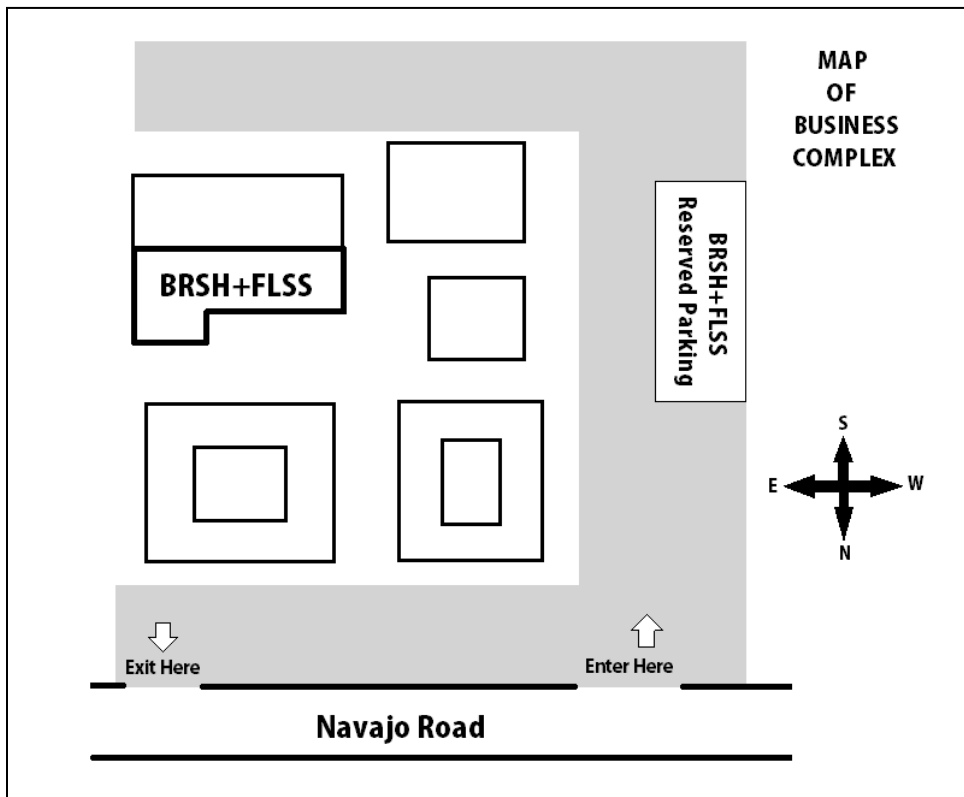 MAP
OF
BUSINESS
COMPLEX
BRSH+FLSS
BRSH+FLSS
Reserved Parking
S
E
W
N
Exit Here
Enter Here
Navajo Road